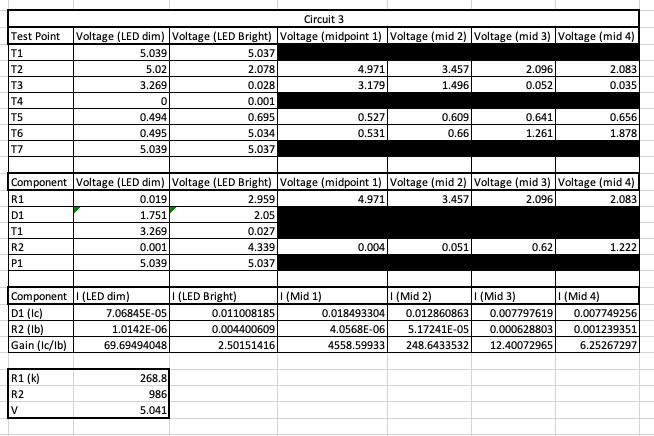 Circuit 3
Test Point Voltage (LED dim) Voltage (LED Bright) Voltage (midpoint 1) Voltage (mid 2) Voltage (mid 3) Voltage (mid 4)
T1 5.039 5.037
T2 5.02 2.078 4.971 3.457 2.096 2.083
T3 3.269 0.028 3.179 1.496 0.052 0.035
T4 0 0.001
T5 0.494 0.695 0.527 0.609 0.641 0.656
T6 0.495 5.034 0.531 0.66 1.261 1.878
T7 5.039 5.037
Component Voltage (LED dim) Voltage (LED Bright) Voltage (midpoint 1) Voltage (mid 2) Voltage (mid 3) Voltage (mid 4)
R1 0.019 2.959 4.971 3.457 2.096 2.083
D1 1.751 2.05
T1 3.269 0.027
R2 0.001 4.339 0.004 0.051 0.62 1.222
P1 5.039 5.037
Component I (LED dim) I (LED Bright) I (Mid 1) I (Mid 2) I (Mid 3) I (Mid 4)
D1 (Ic) 7.06845E-05 0.011008185 0.018493304 0.012860863 0.007797619 0.007749256
R2 (Ib) 1.0142E-06 0.004400609 4.0568E-06 5.17241E-05 0.000628803 0.001239351
Gain (Ic/Ib) 69.69494048 2.50151416 4558.59933 248.6433532 12.40072965 6.25267297
R1 (k) 268.8
R2 986
V 5.041